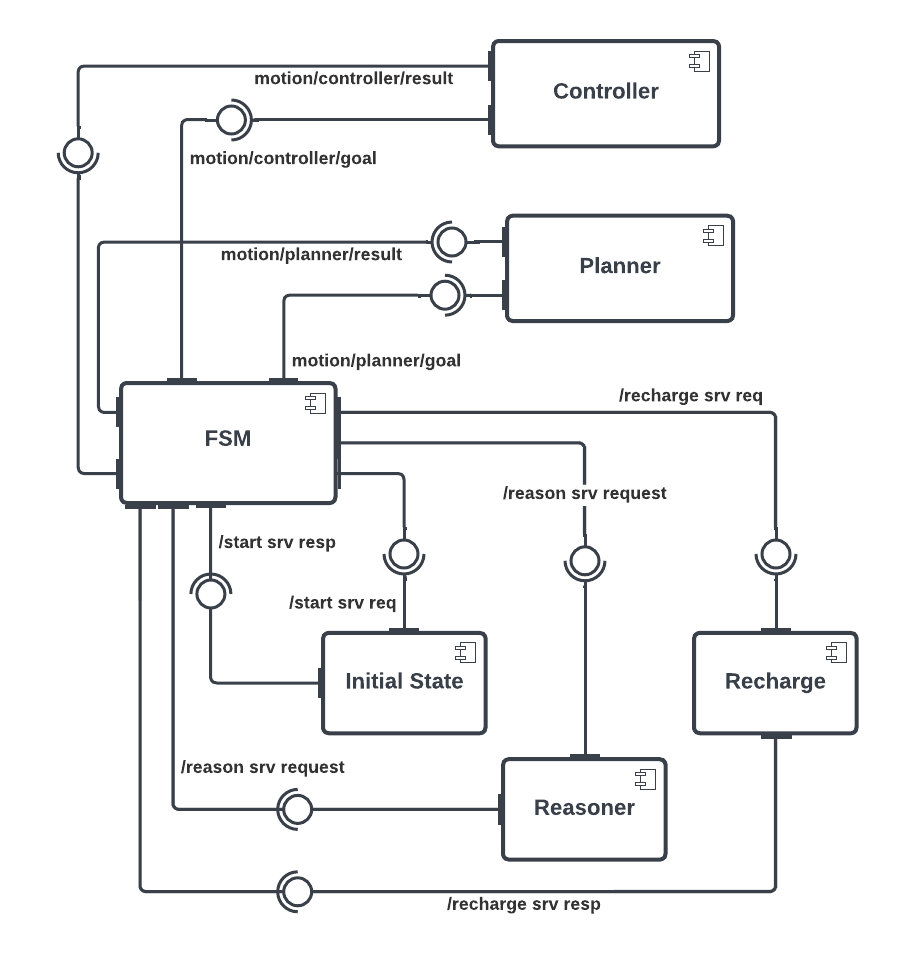 motion/controller/result
Controller
motion/controller/goal
motion/planner/result
Planner
motion/planner/goal
/recharge srv req
FSM
/reason srv request
/start srv resp
/start srv req
Initial State
Recharge
/reason srv request
Reasoner
/recharge srv resp